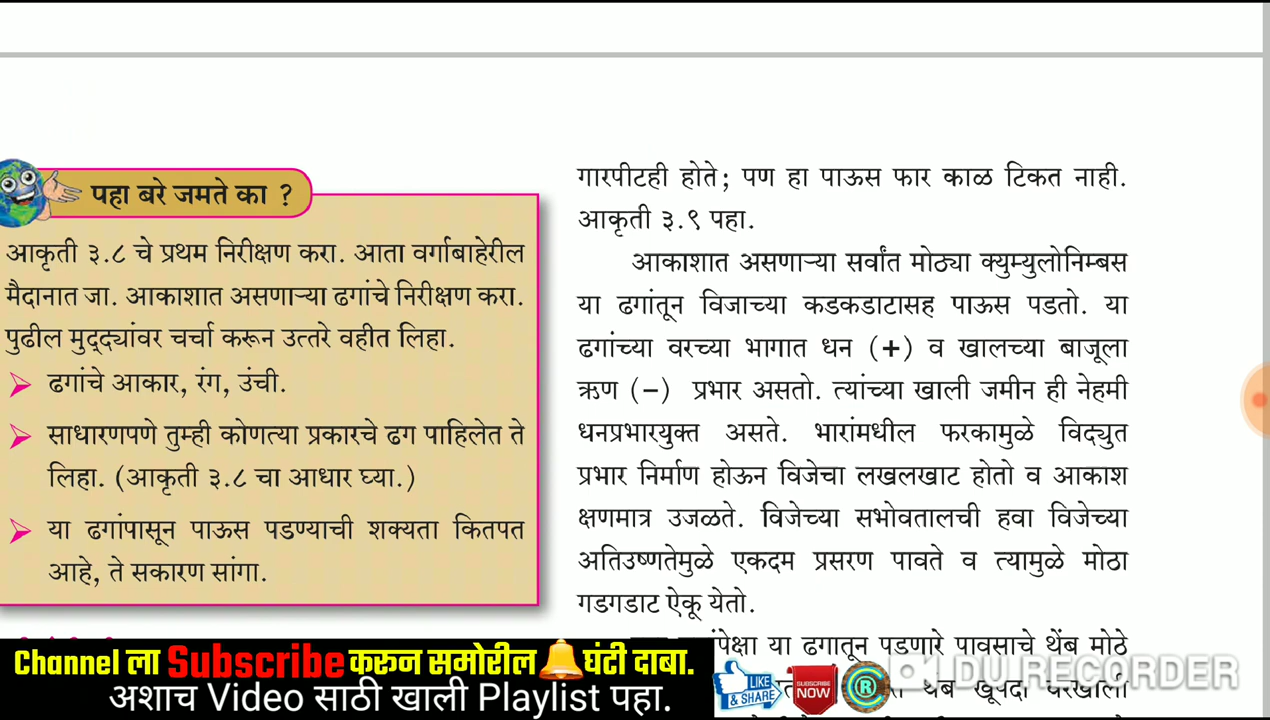 पहा बरे जमते का ?
आकृती ३.८ चे प्रथम निरीक्षण करा. आता वर्गाबाहेरील
मैदानात जा. आकाशात असणाऱ्या ढगांचे निरीक्षण करा.
पुढील मुद्द्यांवर चर्चा करून उत्तरे वहीत लिहा.
➤ ढगांचे आकार, रंग, उंची.
➤ साधारणपणे तुम्ही कोणत्या प्रकारचे ढग पाहिलेत ते
लिहा. (आकृती ३.८ चा आधार घ्या.)
➤ या ढगांपासून पाऊस पडण्याची शक्यता कितपत
आहे, ते सकारण सांगा.
गारपीटही होते; पण हा पाऊस फार काळ टिकत नाही.
आकृती ३.९ पहा.
आकाशात असणाऱ्या सर्वांत मोठ्या क्युम्युलोनिम्बस
या ढगांतून विजाच्या कडकडाटासह पाऊस पडतो. या
ढगांच्या वरच्या भागात धन (+) व खालच्या बाजूला
ऋण (–) प्रभार असतो. त्यांच्या खाली जमीन ही नेहमी
धनप्रभारयुक्त असते. भारांमधील फरकामुळे विद्युत
प्रभार निर्माण होऊन विजेचा लखलखाट होतो व आकाश
क्षणमात्र उजळते. विजेच्या सभोवतालची हवा विजेच्या
अतिउष्णतेमुळे एकदम प्रसरण पावते व त्यामुळे मोठा
गडगडाट ऐकू येतो.
या ढगातून पडणारे पावसाचे थेंब मोठे
थेंब
Channel ला Subscribe करून समोरील घंटी दाबा.
अशाच Video साठी खाली Playlist पहा.
LIKE & SHARE
SUBSCRIBE NOW
R
DU RECORDER